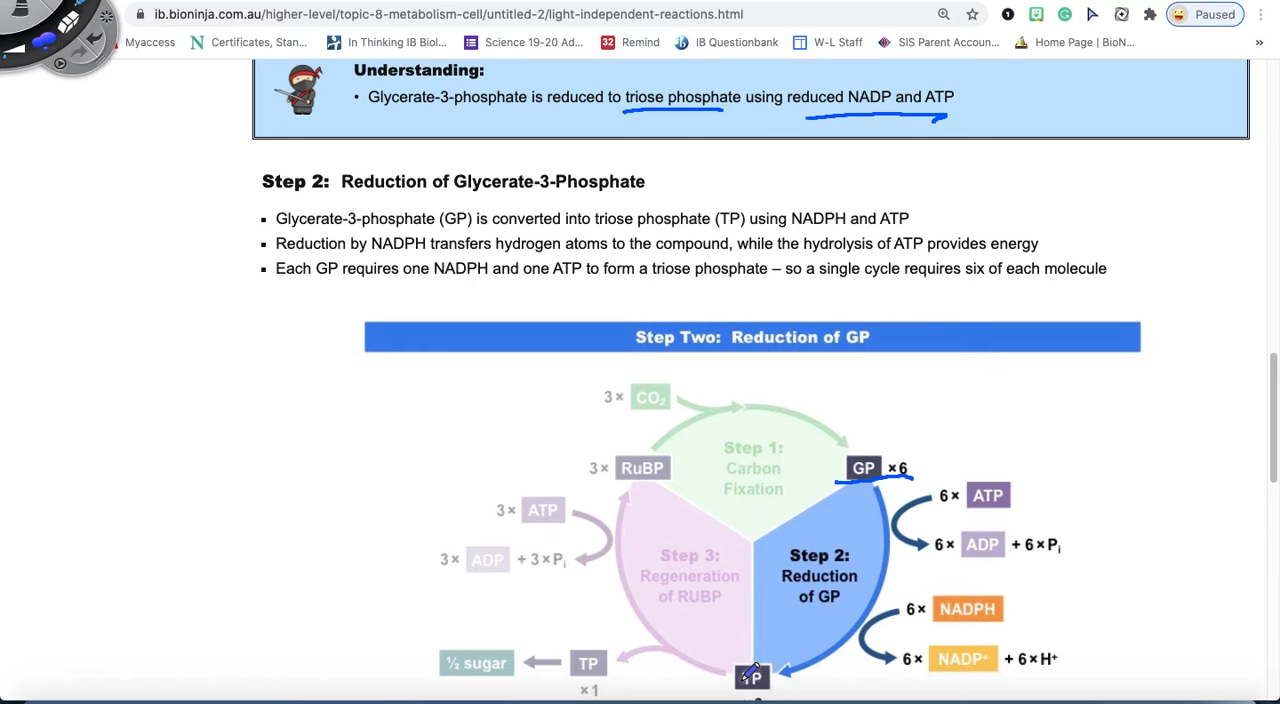 ib.bioninja.com.au/higher-level/topic-8-metabolism-cell/untitled-2/light-independent-reactions.html
Paused
Myaccess
Certificates, Stan...
In Thinking IB Biol...
Science 19-20 Ad...
32 Remind
IB Questionbank
W-L Staff
SIS Parent Accoun...
Home Page | BioN...
»
Understanding:
• Glycerate-3-phosphate is reduced to triose phosphate using reduced NADP and ATP
Step 2: Reduction of Glycerate-3-Phosphate
▪ Glycerate-3-phosphate (GP) is converted into triose phosphate (TP) using NADPH and ATP
▪ Reduction by NADPH transfers hydrogen atoms to the compound, while the hydrolysis of ATP provides energy
▪ Each GP requires one NADPH and one ATP to form a triose phosphate – so a single cycle requires six of each molecule
Step Two: Reduction of GP
3 × CO₂
Step 1:
Carbon
Fixation
3 × RuBP
GP × 6
6 × ATP
3 × ATP
6 × ADP + 6 × Pᵢ
3 × ADP + 3 × Pᵢ
Step 3:
Regeneration
of RUBP
Step 2:
Reduction
of GP
6 × NADPH
6 × NADP⁺ + 6 × H⁺
½ sugar
TP
× 1
TP